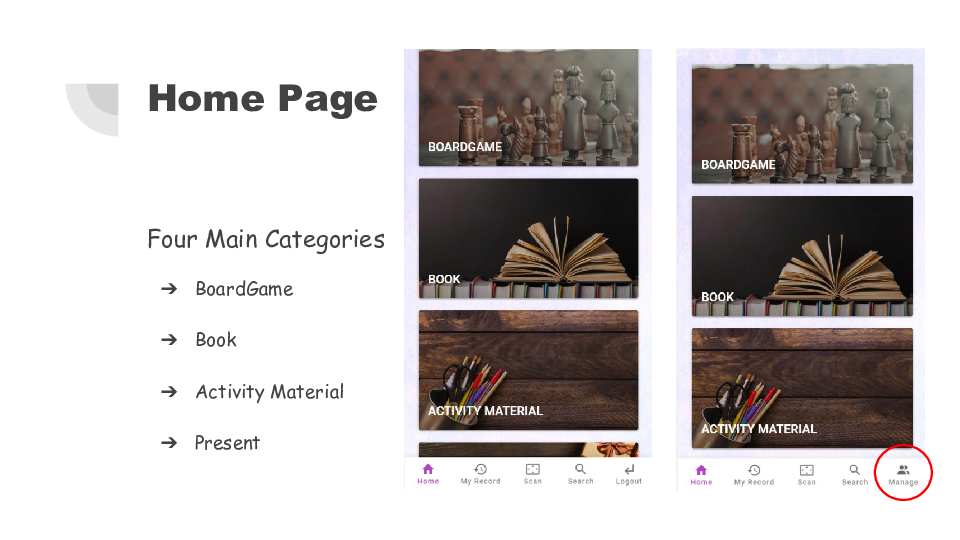 Home Page
Four Main Categories
➔ BoardGame
➔ Book
➔ Activity Material
➔ Present
BOARDGAME
BOOK
ACTIVITY MATERIAL
Home My Record Scan Search Logout
BOARDGAME
BOOK
ACTIVITY MATERIAL
Home My Record Scan Search Manage